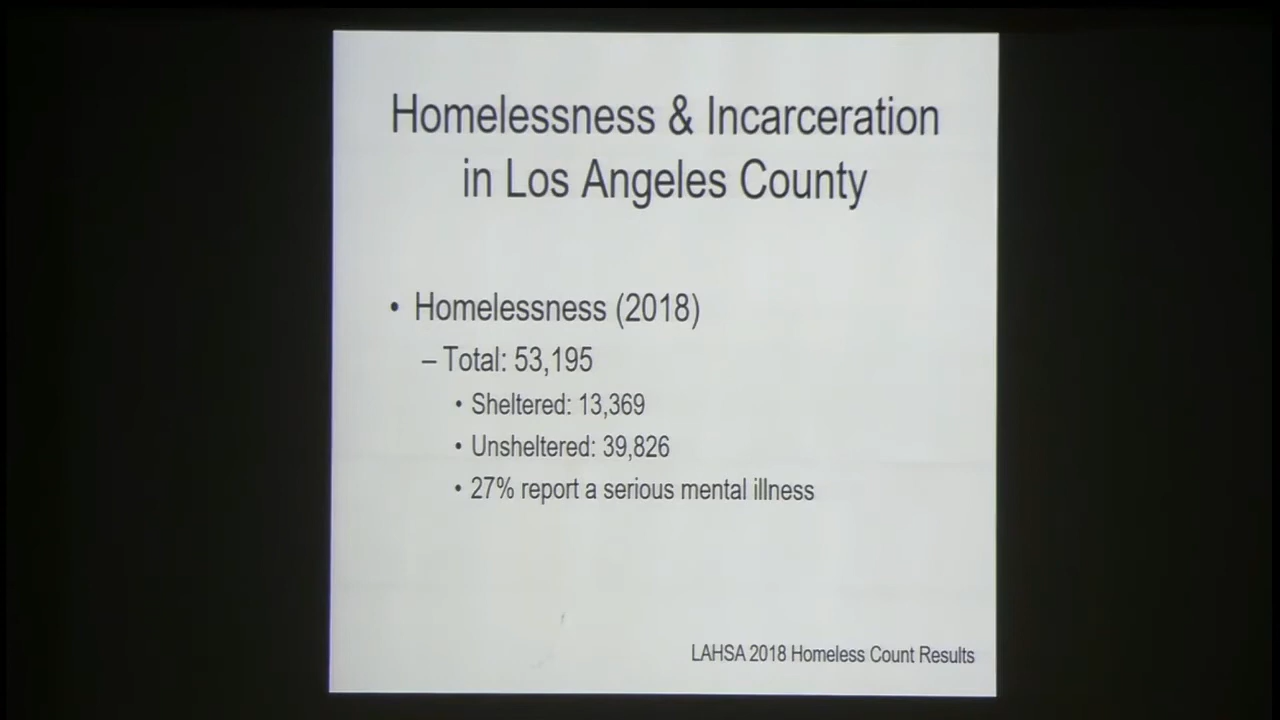 Homelessness & Incarceration
in Los Angeles County
• Homelessness (2018)
– Total: 53,195
• Sheltered: 13,369
• Unsheltered: 39,826
• 27% report a serious mental illness
LAHSA 2018 Homeless Count Results